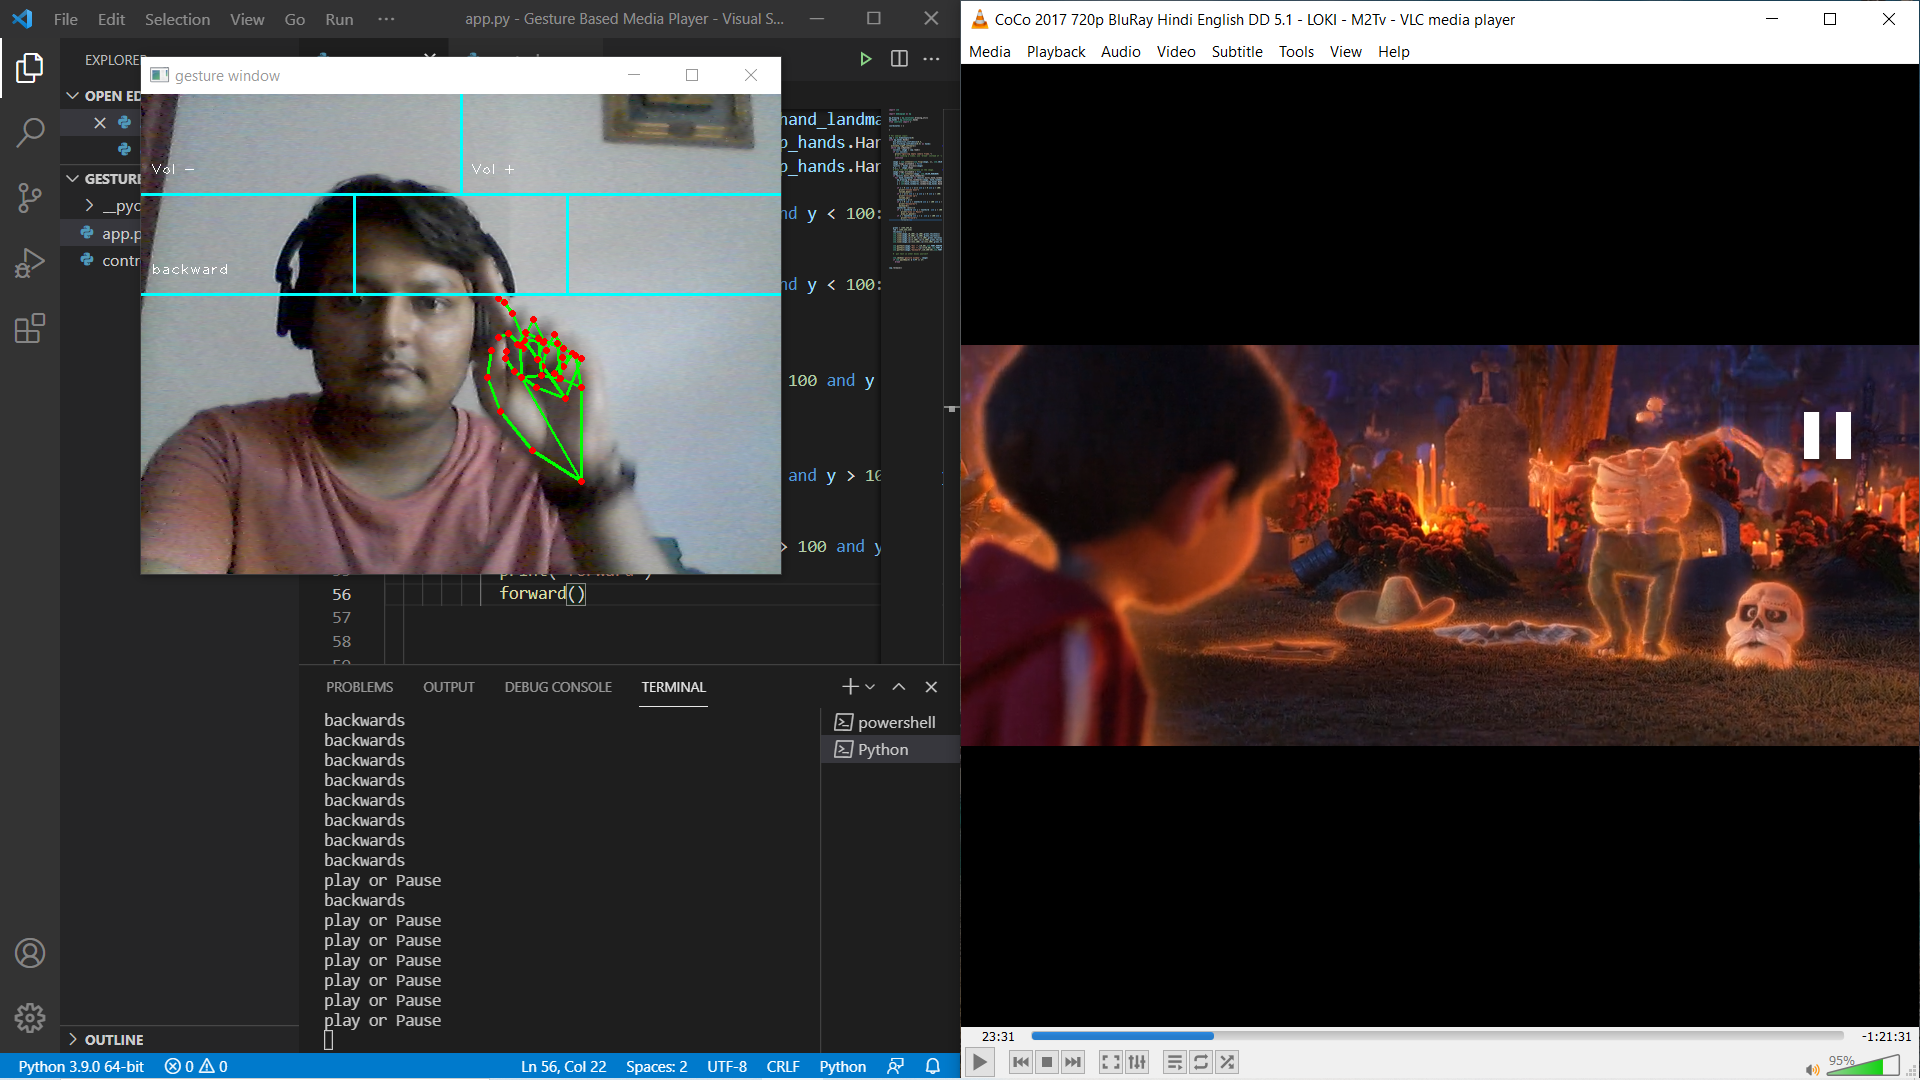 File Edit Selection View Go Run ··· app.py - Gesture Based Media Player - Visual S...
EXPLORE
gesture window
OPEN ED
GESTURE
__pyc
app.p
contr
Vol -
Vol +
backward
hand_landma
p_hands.Han
p_hands.Han
nd y < 100:
nd y < 100:
100 and y
and y > 10
> 100 and y
56 forward()
57
58
PROBLEMS OUTPUT DEBUG CONSOLE TERMINAL
powershell
Python
backwards
backwards
backwards
backwards
backwards
backwards
backwards
backwards
play or Pause
backwards
play or Pause
play or Pause
play or Pause
play or Pause
play or Pause
play or Pause
OUTLINE
Python 3.9.0 64-bit 0 0 Ln 56, Col 22 Spaces: 2 UTF-8 CRLF Python
CoCo 2017 720p BluRay Hindi English DD 5.1 - LOKI - M2Tv - VLC media player
Media Playback Audio Video Subtitle Tools View Help
23:31
-1:21:31
95%